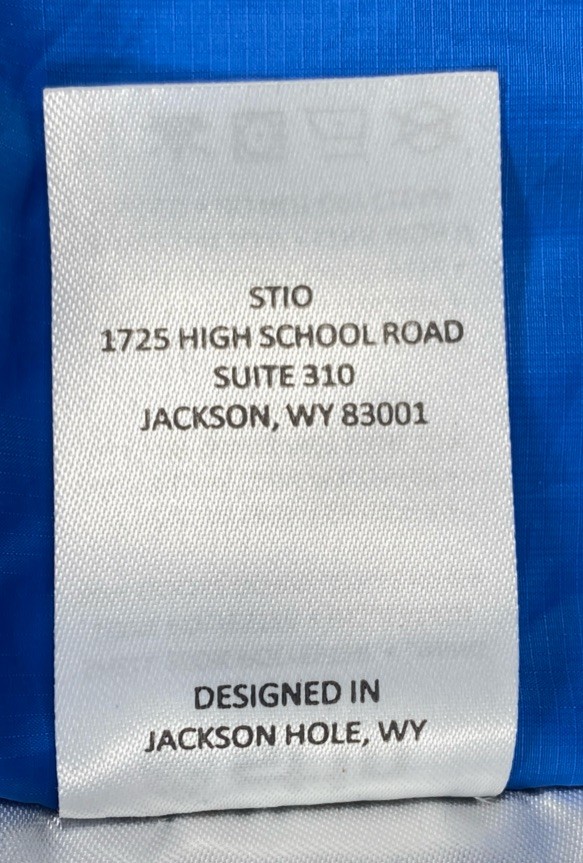 STIO
1725 HIGH SCHOOL ROAD
SUITE 310
JACKSON, WY 83001
DESIGNED IN
JACKSON HOLE, WY